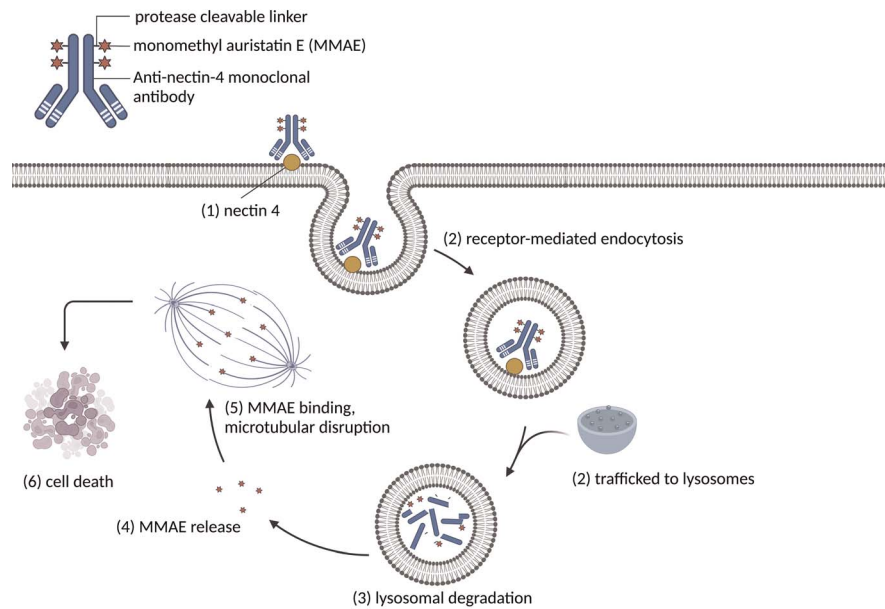 protease cleavable linker
monomethyl auristatin E (MMAE)
Anti-nectin-4 monoclonal
antibody
(1) nectin 4
(2) receptor-mediated endocytosis
(2) trafficked to lysosomes
(3) lysosomal degradation
(4) MMAE release
(5) MMAE binding,
microtubular disruption
(6) cell death